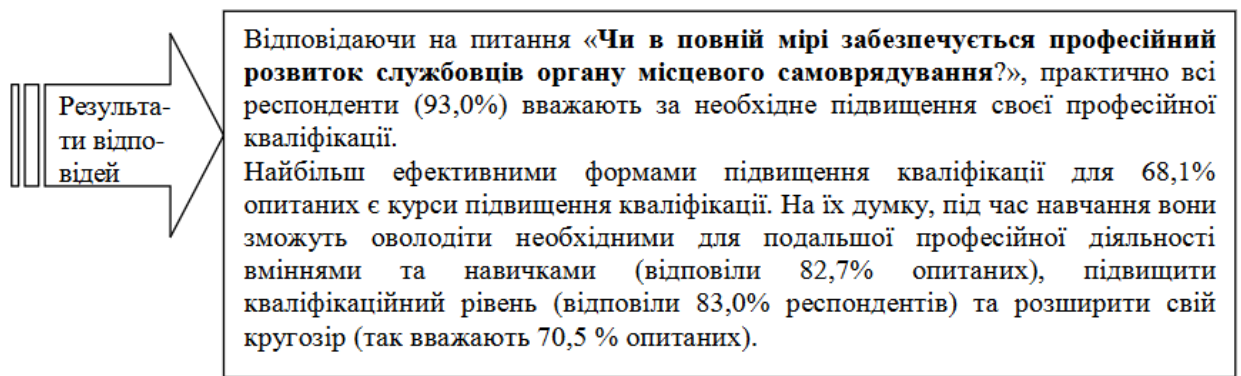 Результа-
ти відпо-
відей
Відповідаючи на питання «Чи в повній мірі забезпечується професійний
розвиток службовців органу місцевого самоврядування?», практично всі
респонденти (93,0%) вважають за необхідне підвищення своєї професійної
кваліфікації.
Найбільш ефективними формами підвищення кваліфікації для 68,1%
опитаних є курси підвищення кваліфікації. На їх думку, під час навчання вони
зможуть оволодіти необхідними для подальшої професійної діяльності
вміннями та навичками (відповіли 82,7% опитаних), підвищити
кваліфікаційний рівень (відповіли 83,0% респондентів) та розширити свій
кругозір (так вважають 70,5 % опитаних).